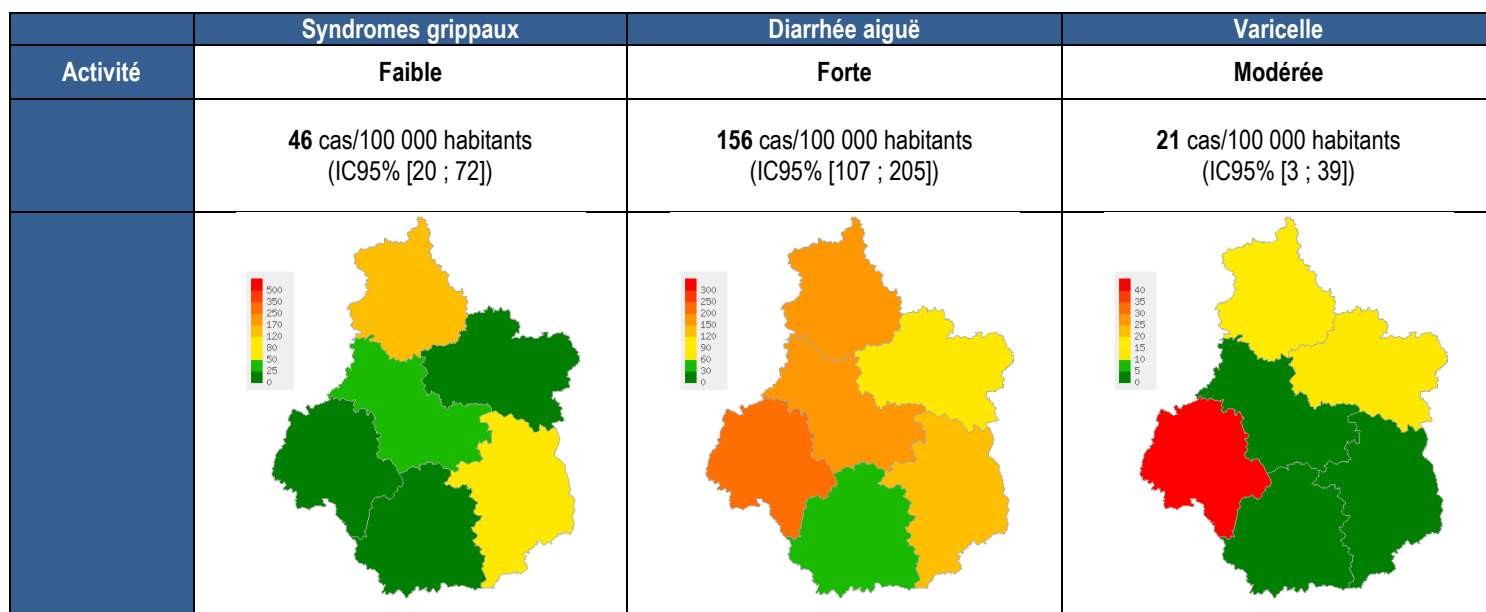 Syndromes grippaux
Diarrhée aiguë
Varicelle
Activité
Faible
Forte
Modérée
46 cas/100 000 habitants
(IC95% [20 ; 72])
156 cas/100 000 habitants
(IC95% [107 ; 205])
21 cas/100 000 habitants
(IC95% [3 ; 39])
500
350
250
170
120
80
50
25
0
300
250
200
150
120
90
60
30
0
40
35
30
25
20
15
10
5
0